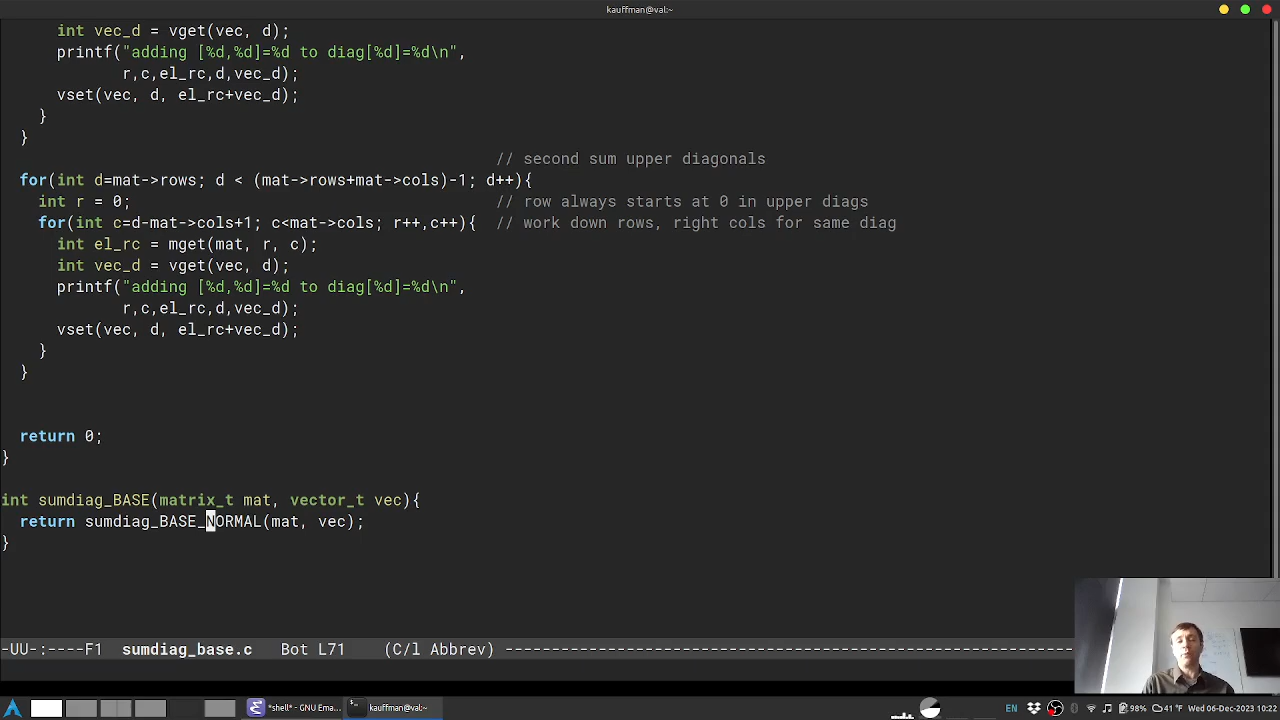 kauffman@val:~
int vec_d = vget(vec, d);
printf("adding [%d,%d]=%d to diag[%d]=%d\n",
r,c,el_rc,d,vec_d);
vset(vec, d, el_rc+vec_d);
}
}
// second sum upper diagonals
for(int d=mat->rows; d < (mat->rows+mat->cols)-1; d++){
int r = 0; // row always starts at 0 in upper diags
for(int c=d-mat->cols+1; c<mat->cols; r++,c++){ // work down rows, right cols for same diag
int el_rc = mget(mat, r, c);
int vec_d = vget(vec, d);
printf("adding [%d,%d]=%d to diag[%d]=%d\n",
r,c,el_rc,d,vec_d);
vset(vec, d, el_rc+vec_d);
}
}
return 0;
}
int sumdiag_BASE(matrix_t mat, vector_t vec){
return sumdiag_BASE_NORMAL(mat, vec);
}
-UU-:----F1 sumdiag_base.c Bot L71 (C/l Abbrev)
*shell* - GNU Ema... kauffman@val:~ EN 98% 41°F Wed 06-Dec-2023 10:22